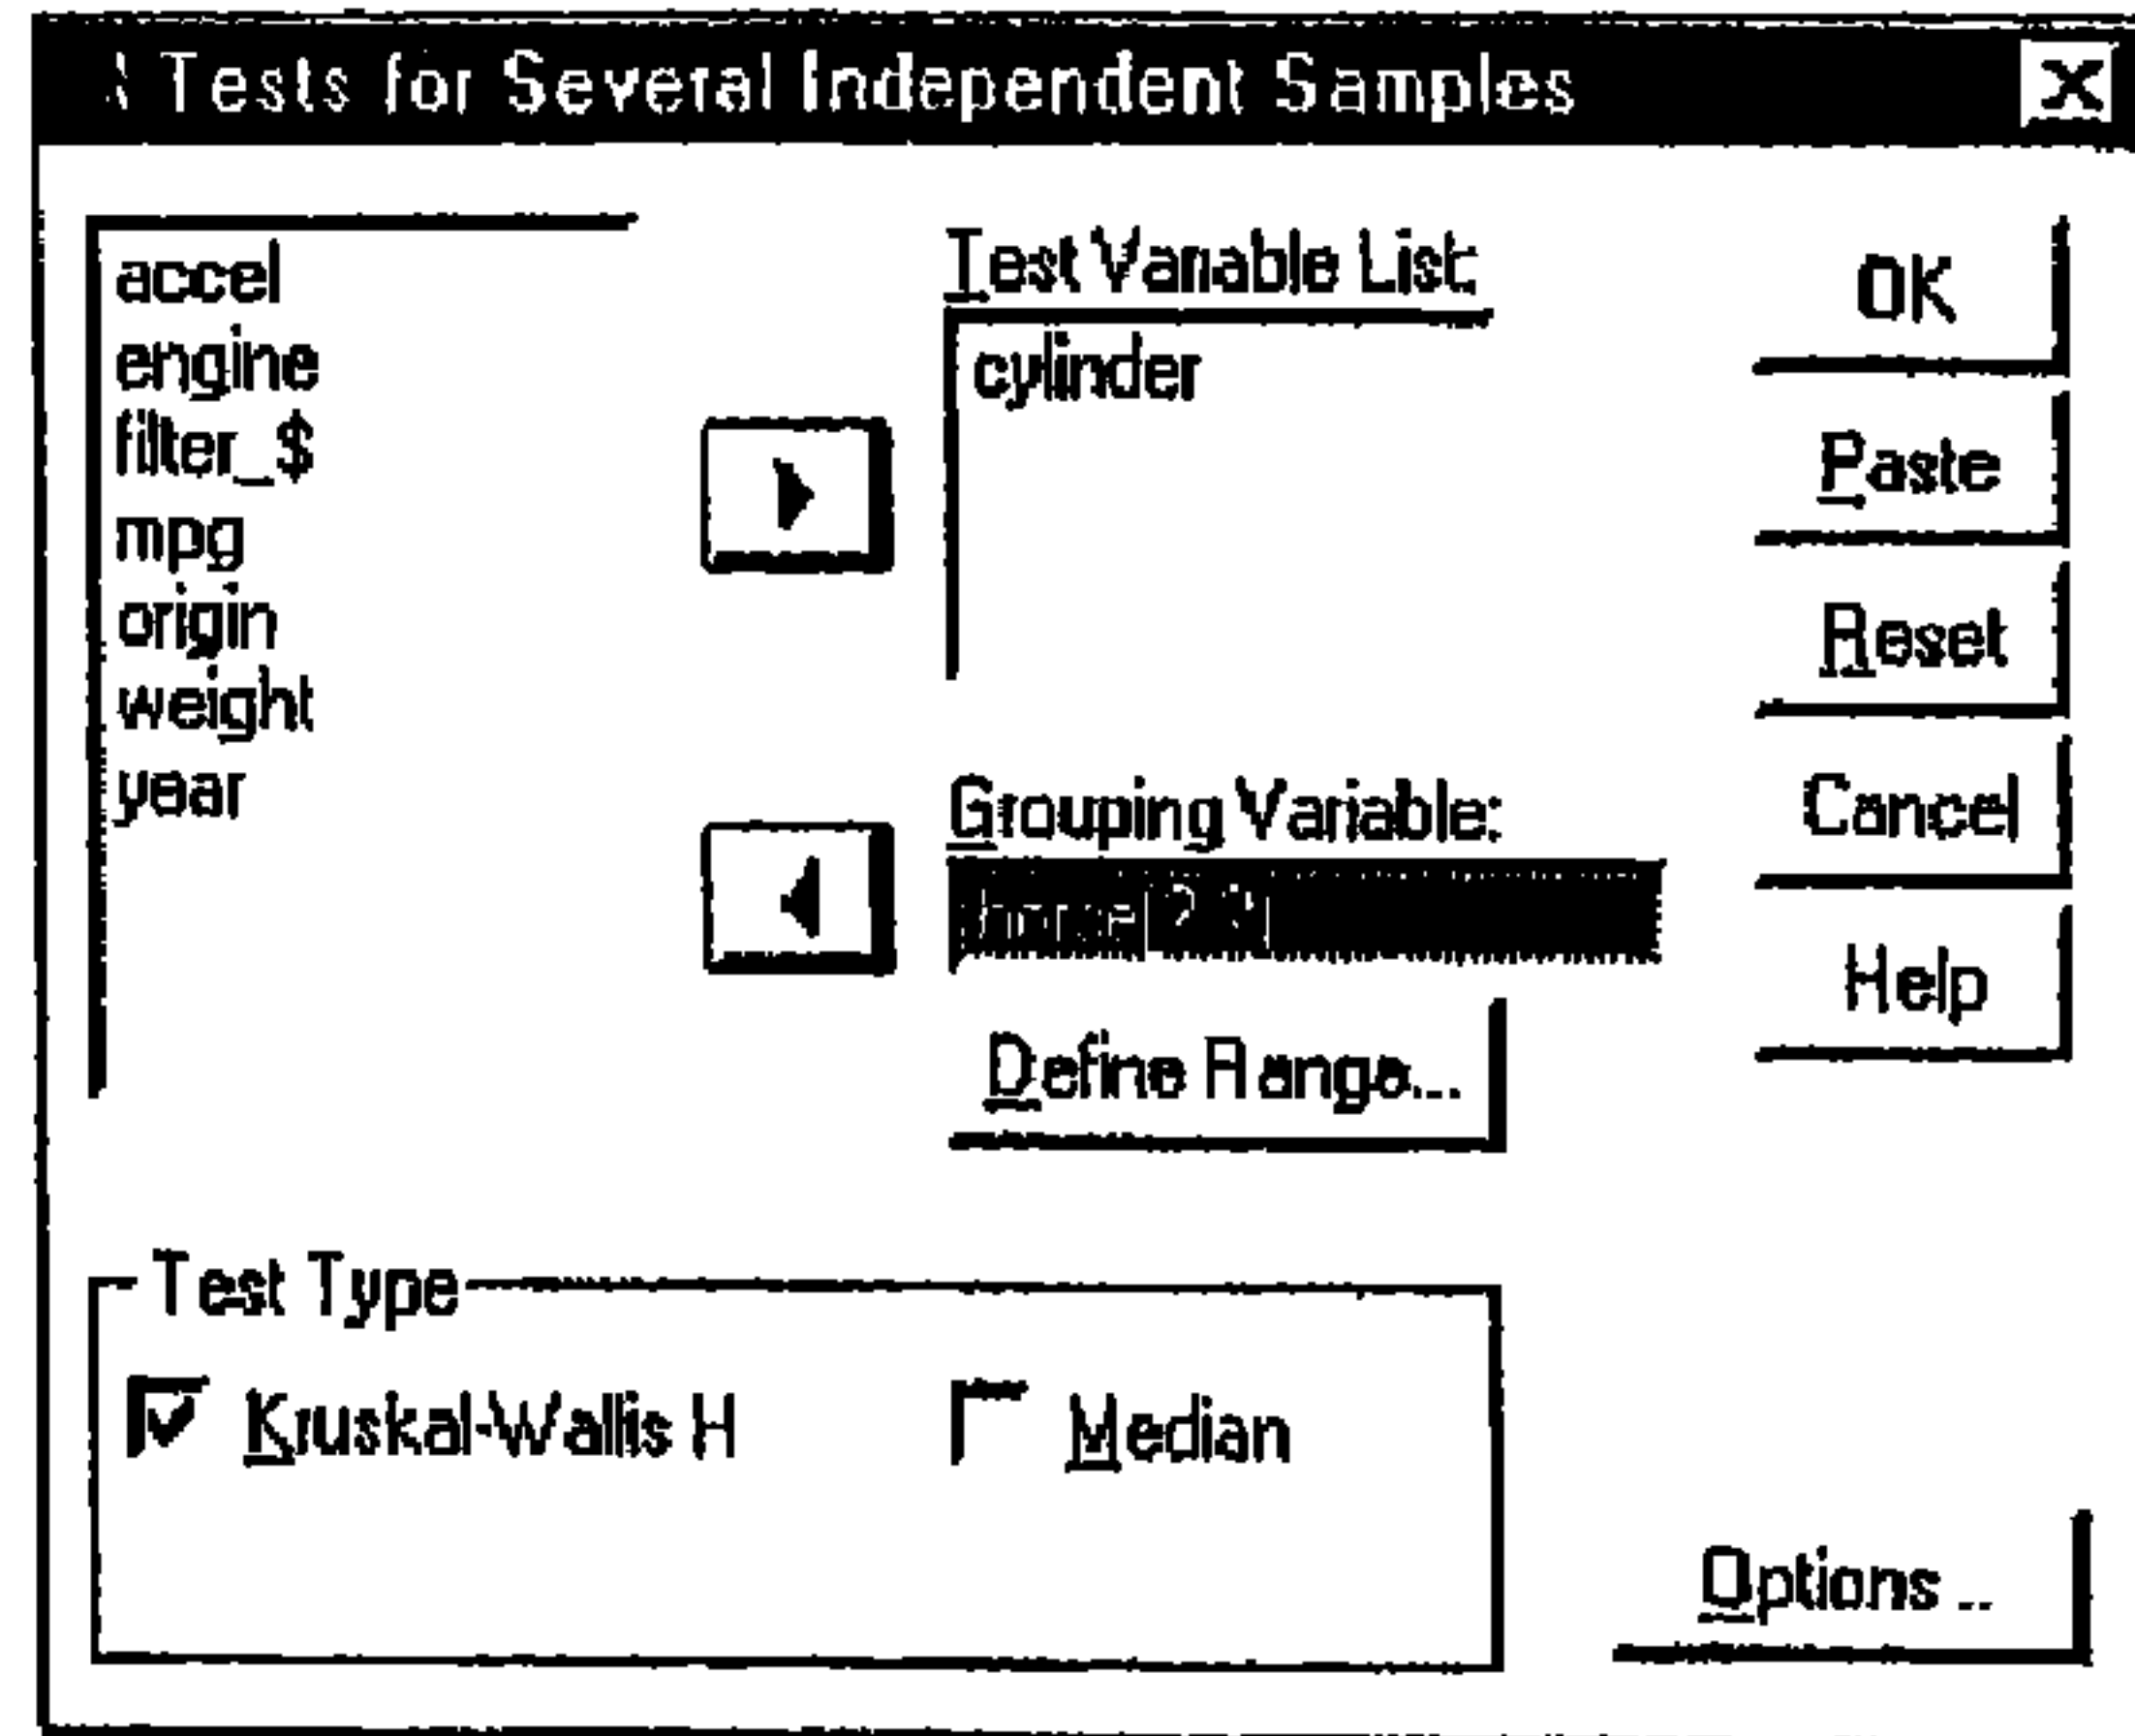 Tests for Several Independent Samples
accel
engine
filter_$
mpg
origin
weight
year
Test Variable List:
cylinder
Grouping Variable:
Define Range...
OK
Paste
Reset
Cancel
Help
Test Type
Kruskal-Wallis H
Median
Options...